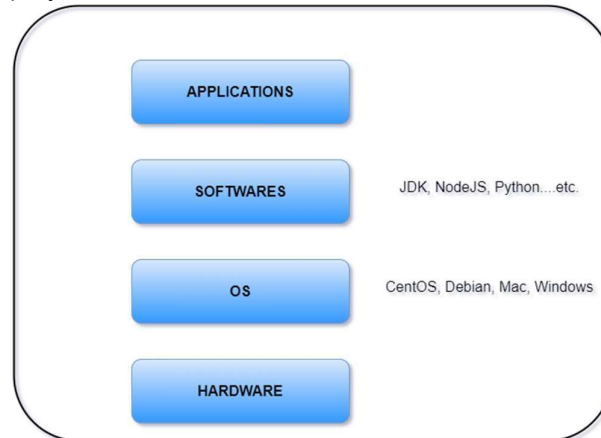 APPLICATIONS
SOFTWARES
JDK, NodeJS, Python....etc.
OS
CentOS, Debian, Mac, Windows
HARDWARE